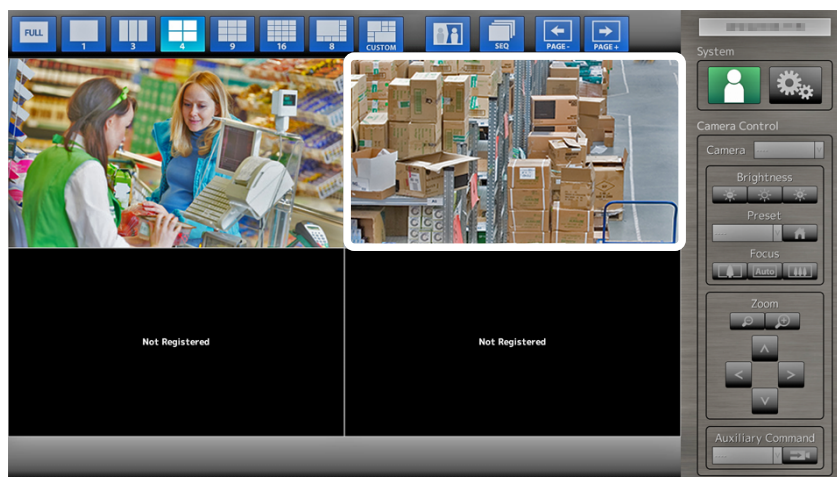 FULL
1
3
4
9
16
8
CUSTOM
SEQ
PAGE -
PAGE +
System
Camera Control
Camera ----
Brightness
Preset
----
Focus
Auto
Zoom
Auxiliary Command
----
Not Registered
Not Registered